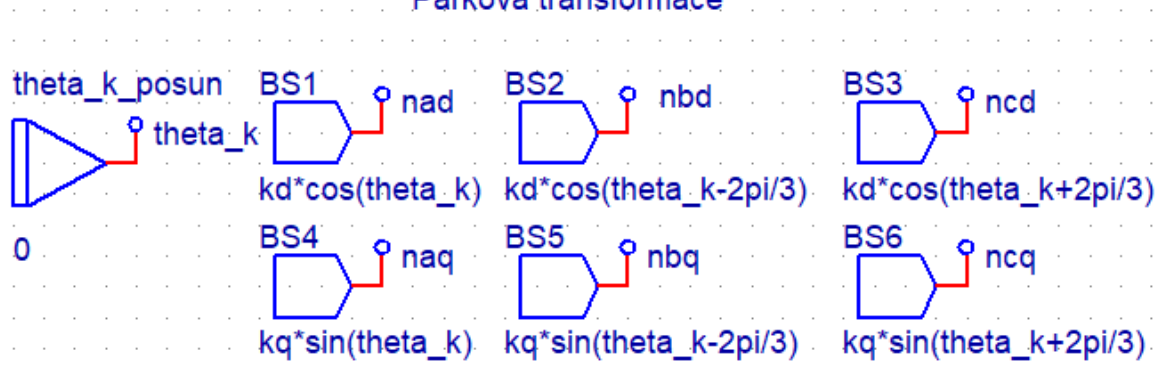 Parkova transformace
theta_k_posun
theta_k
0
BS1
nad
kd*cos(theta_k)
BS2
nbd
kd*cos(theta_k-2pi/3)
BS3
ncd
kd*cos(theta_k+2pi/3)
BS4
naq
kq*sin(theta_k)
BS5
nbq
kq*sin(theta_k-2pi/3)
BS6
ncq
kq*sin(theta_k+2pi/3)